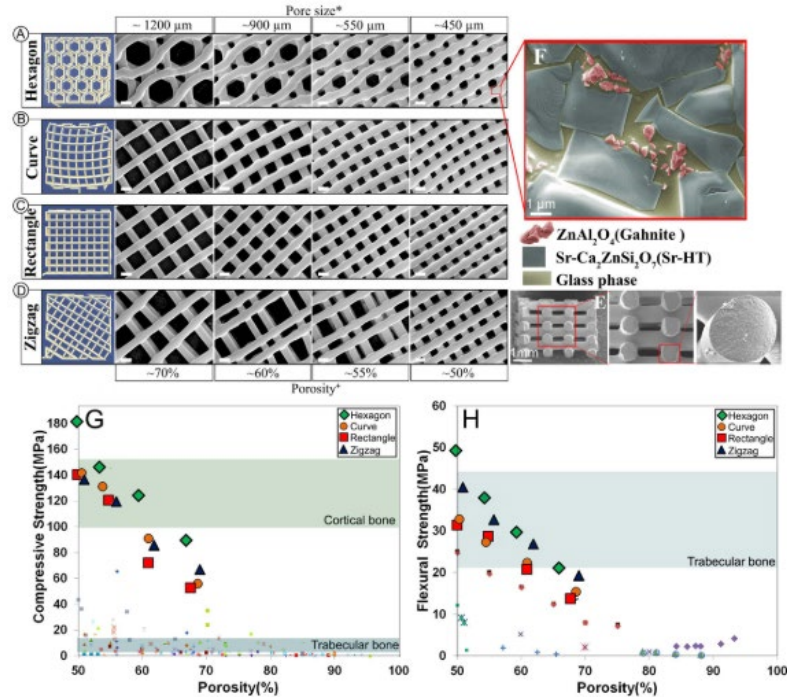 Pore size*
~ 1200 µm ~900 µm ~550 µm ~450 µm
A
Hexagon
B
Curve
C
Rectangle
D
Zigzag
~70% ~60% ~55% ~50%
Porosity⁺
F
1 µm
ZnAl₂O₄(Gahnite )
Sr-Ca₂ZnSi₂O₇(Sr-HT)
Glass phase
E
1mm
G
Compressive Strength(MPa)
180
160
140
120
100
80
60
40
20
0
50 60 70 80 90 100
Porosity(%)
Hexagon
Curve
Rectangle
Zigzag
Cortical bone
Trabecular bone
H
Flexural Strength(MPa)
60
50
40
30
20
10
0
50 60 70 80 90 100
Porosity(%)
Hexagon
Curve
Rectangle
Zigzag
Trabecular bone